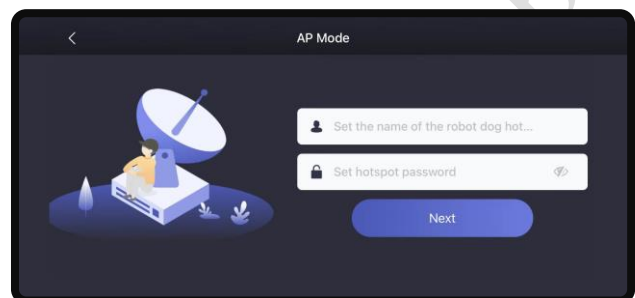 AP Mode
Set the name of the robot dog hot...
Set hotspot password
Next